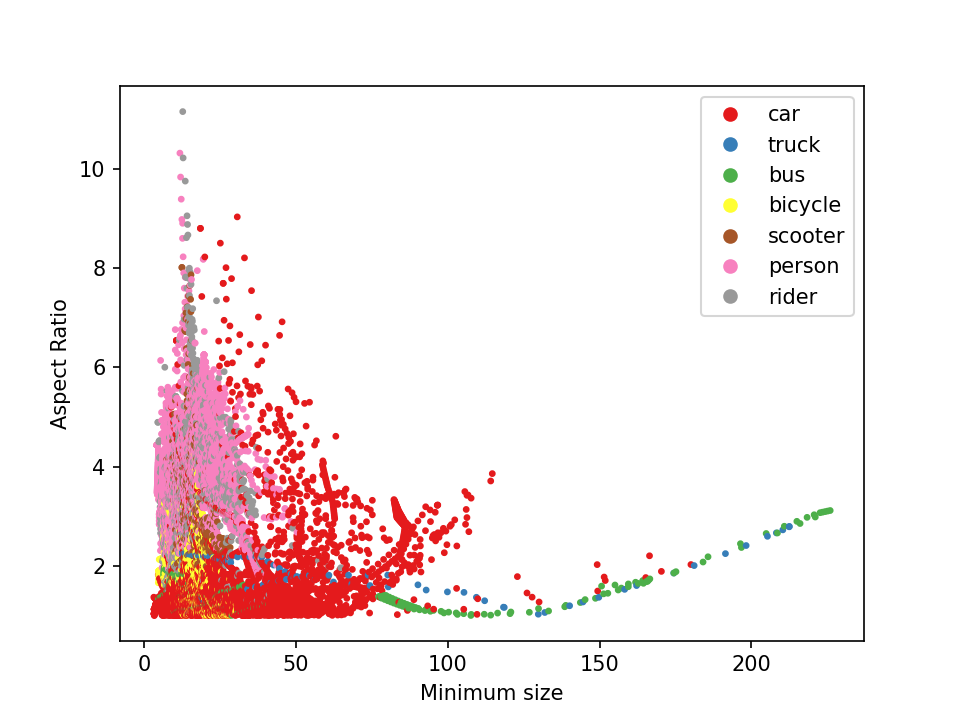 car
truck
bus
bicycle
scooter
person
rider
Aspect Ratio
10
8
6
4
2
0
50
100
150
200
Minimum size